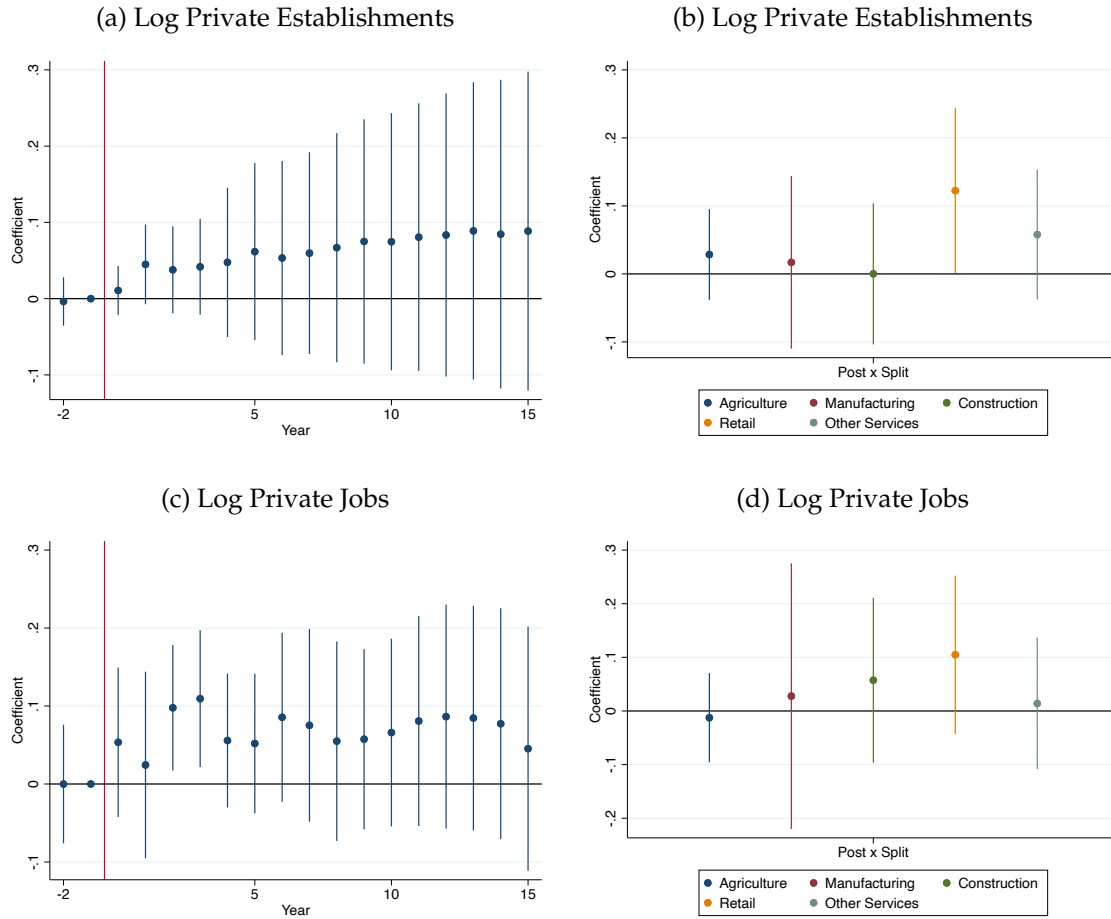 (a) Log Private Establishments
Coefficient
.3
.2
.1
0
-.1
-2
5
10
15
Year
(b) Log Private Establishments
Coefficient
.3
.2
.1
0
-.1
Post x Split
Agriculture
Manufacturing
Construction
Retail
Other Services
(c) Log Private Jobs
Coefficient
.3
.2
.1
0
-.1
-2
5
10
15
Year
(d) Log Private Jobs
Coefficient
.3
.2
.1
0
-.1
-.2
Post x Split
Agriculture
Manufacturing
Construction
Retail
Other Services